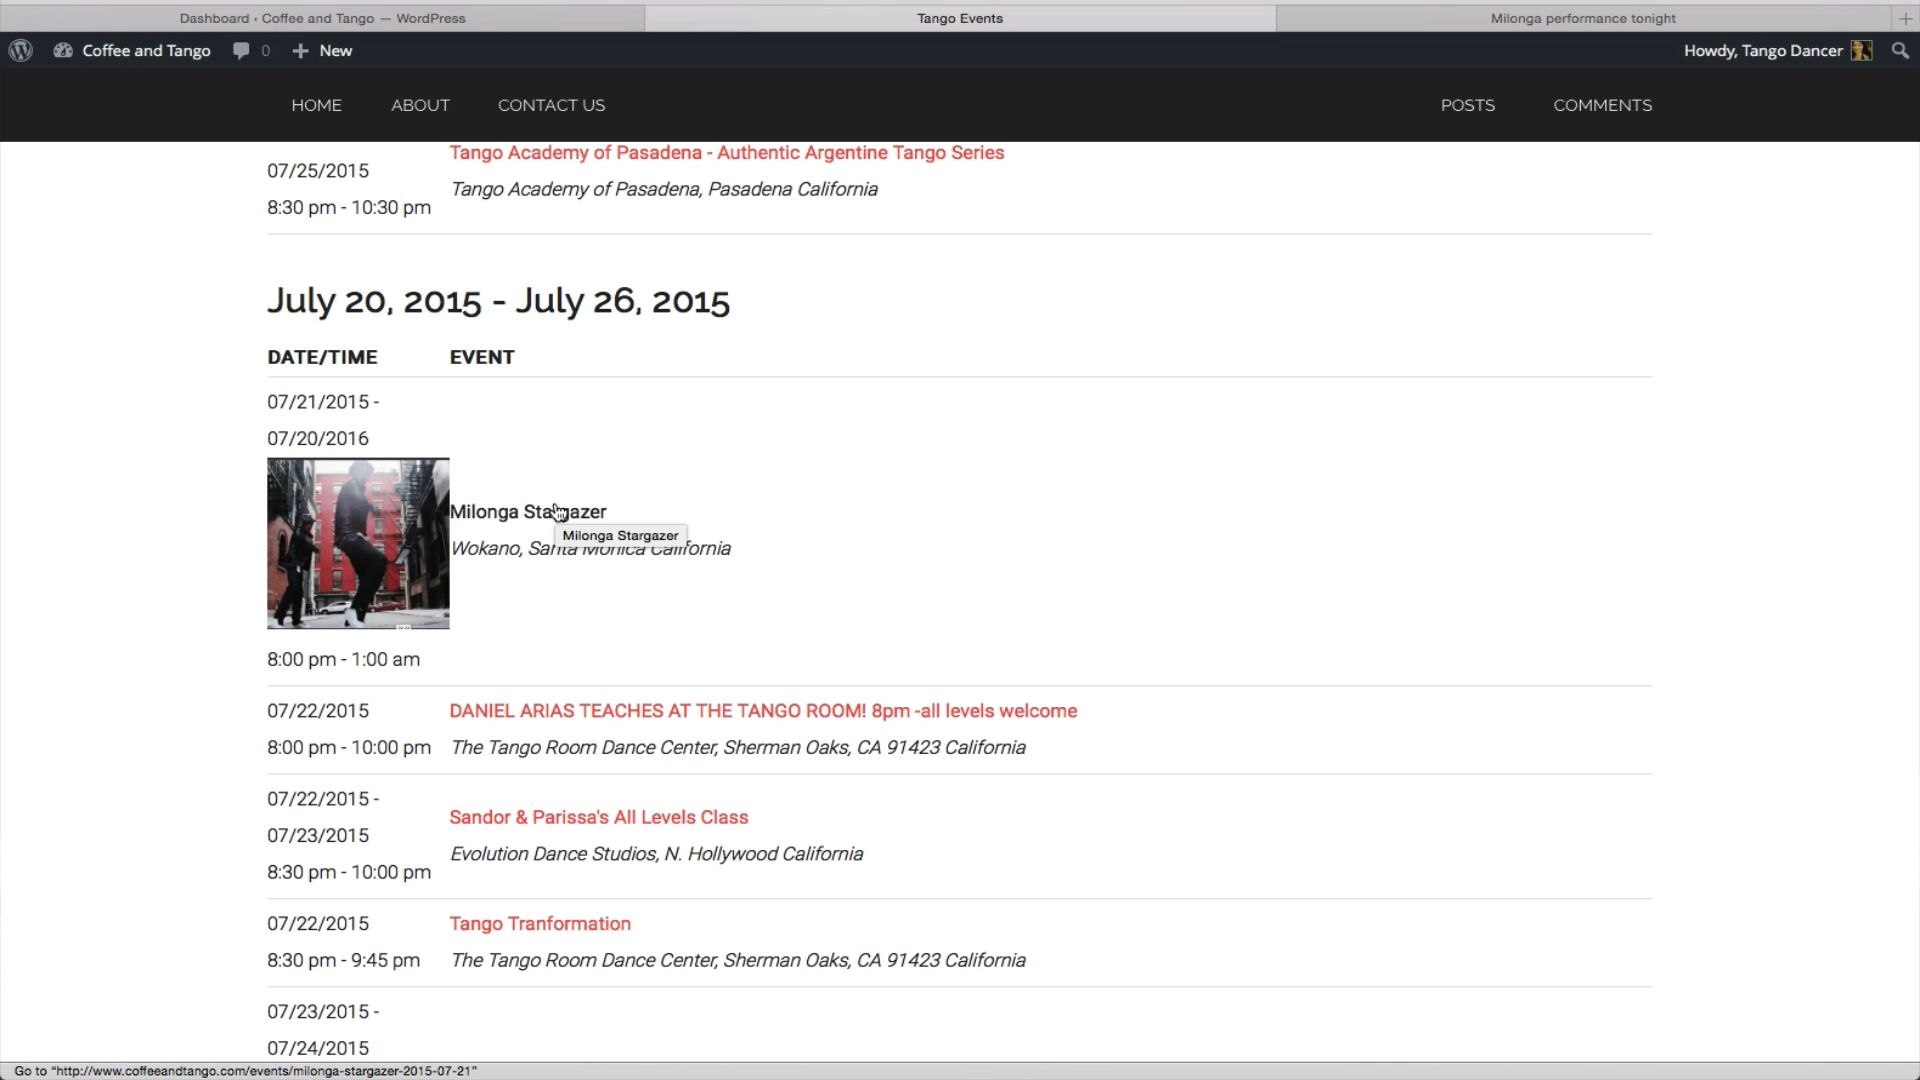 Dashboard ‹ Coffee and Tango — WordPress
Tango Events
Milonga performance tonight
Coffee and Tango
0
New
Howdy, Tango Dancer
HOME
ABOUT
CONTACT US
POSTS
COMMENTS
07/25/2015
8:30 pm - 10:30 pm
Tango Academy of Pasadena - Authentic Argentine Tango Series
Tango Academy of Pasadena, Pasadena California
July 20, 2015 - July 26, 2015
DATE/TIME
EVENT
07/21/2015 -
07/20/2016
8:00 pm - 1:00 am
Milonga Stargazer
Milonga Stargazer
Wokano, Santa Monica California
07/22/2015
8:00 pm - 10:00 pm
DANIEL ARIAS TEACHES AT THE TANGO ROOM! 8pm -all levels welcome
The Tango Room Dance Center, Sherman Oaks, CA 91423 California
07/22/2015 -
07/23/2015
8:30 pm - 10:00 pm
Sandor & Parissa's All Levels Class
Evolution Dance Studios, N. Hollywood California
07/22/2015
8:30 pm - 9:45 pm
Tango Tranformation
The Tango Room Dance Center, Sherman Oaks, CA 91423 California
07/23/2015 -
07/24/2015
Go to "http://www.coffeeandtango.com/events/milonga-stargazer-2015-07-21"